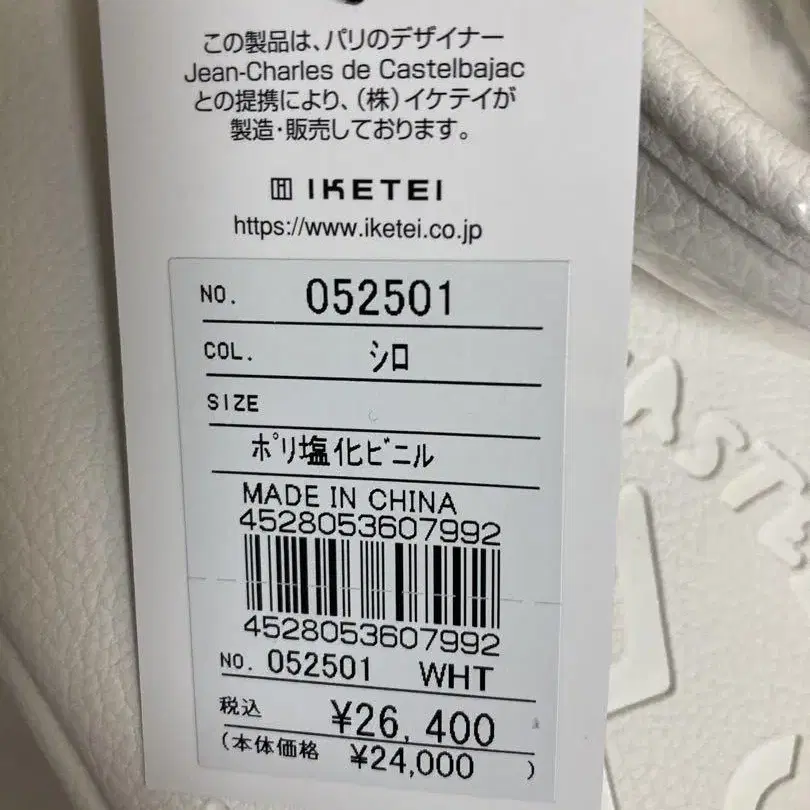 この製品は、パリのデザイナー
Jean-Charles de Castelbajac
との提携により、(株)イケテイが
製造・販売しております。
IKETEI
https://www.iketei.co.jp
NO. 052501
COL. シロ
SIZE
ポリ塩化ビニル
MADE IN CHINA
4528053607992
4528053607992
NO. 052501 WHT
税込 ¥26,400
(本体価格 ¥24,000 )